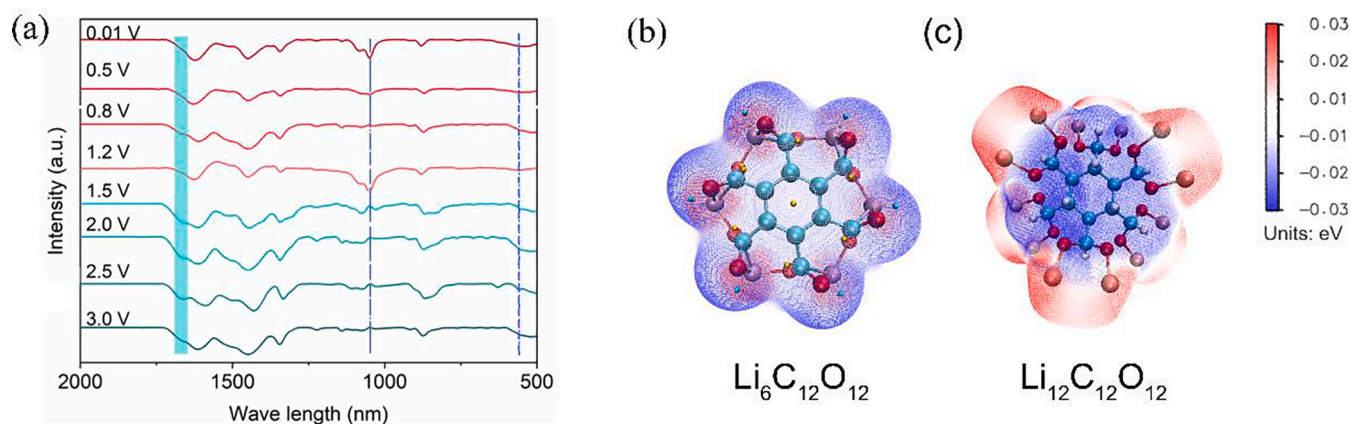 (a)
0.01 V
0.5 V
0.8 V
1.2 V
1.5 V
2.0 V
2.5 V
3.0 V
Intensity (a.u.)
2000 1500 1000 500
Wave length (nm)
(b)
Li₆C₁₂O₁₂
(c)
Li₁₂C₁₂O₁₂
0.03
0.02
0.01
−0.01
−0.02
−0.03
Units: eV